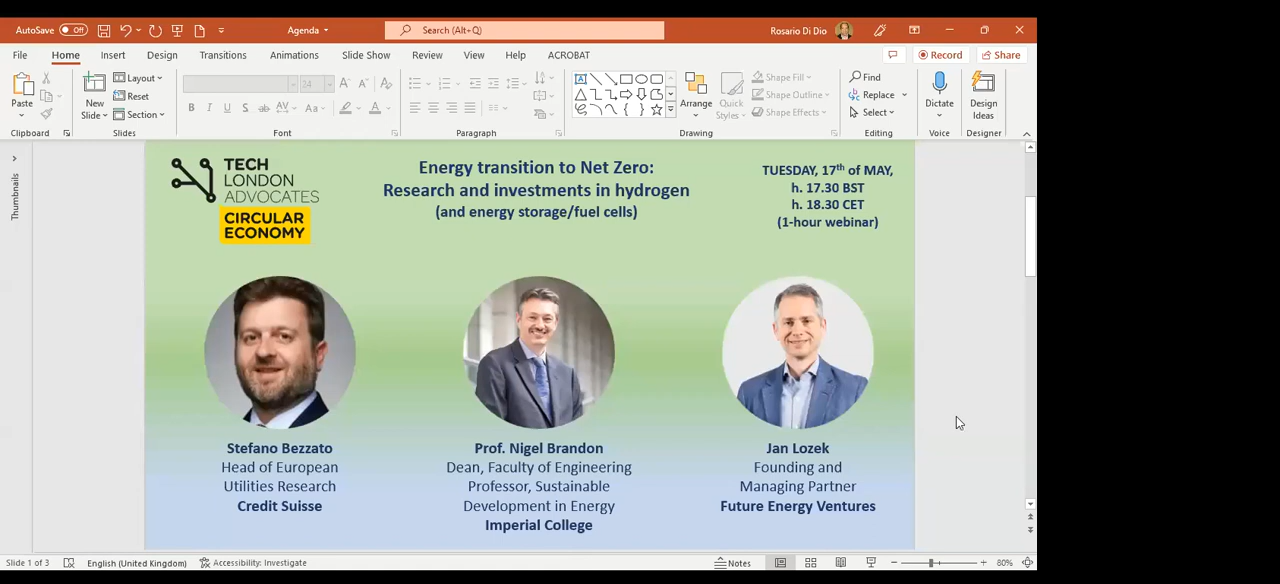 AutoSave Off
Agenda
Search (Alt+Q)
Rosario Di Dio
File Home Insert Design Transitions Animations Slide Show Review View Help ACROBAT
Record Share
Paste
New Slide
Layout
Reset
Section
24
Aa
Arrange
Quick Styles
Shape Fill
Shape Outline
Shape Effects
Find
Replace
Select
Dictate
Design Ideas
Clipboard Slides Font Paragraph Drawing Editing Voice Designer
Thumbnails
TECH
LONDON
ADVOCATES
CIRCULAR
ECONOMY
Energy transition to Net Zero:
Research and investments in hydrogen
(and energy storage/fuel cells)
TUESDAY, 17th of MAY,
h. 17.30 BST
h. 18.30 CET
(1-hour webinar)
Stefano Bezzato
Head of European
Utilities Research
Credit Suisse
Prof. Nigel Brandon
Dean, Faculty of Engineering
Professor, Sustainable
Development in Energy
Imperial College
Jan Lozek
Founding and
Managing Partner
Future Energy Ventures
Slide 1 of 3 English (United Kingdom) Accessibility: Investigate Notes 80%